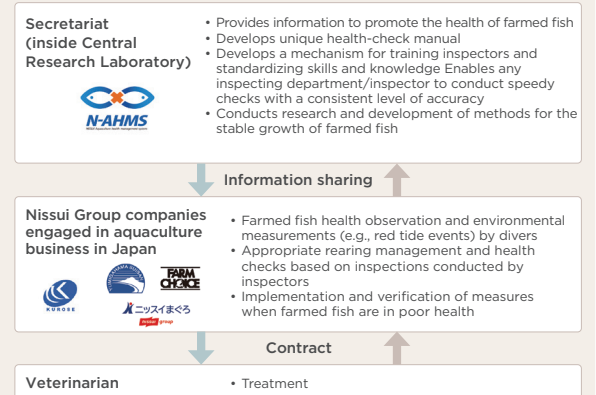 Secretariat
(inside Central
Research Laboratory)
N-AHMS
• Provides information to promote the health of farmed fish
• Develops unique health-check manual
• Develops a mechanism for training inspectors and
standardizing skills and knowledge Enables any
inspecting department/inspector to conduct speedy
checks with a consistent level of accuracy
• Conducts research and development of methods for the
stable growth of farmed fish
Information sharing
Nissui Group companies
engaged in aquaculture
business in Japan
KUROSE
FARM
CHOICE
ニッスイまぐろ
group
• Farmed fish health observation and environmental
measurements (e.g., red tide events) by divers
• Appropriate rearing management and health
checks based on inspections conducted by
inspectors
• Implementation and verification of measures
when farmed fish are in poor health
Contract
Veterinarian
• Treatment